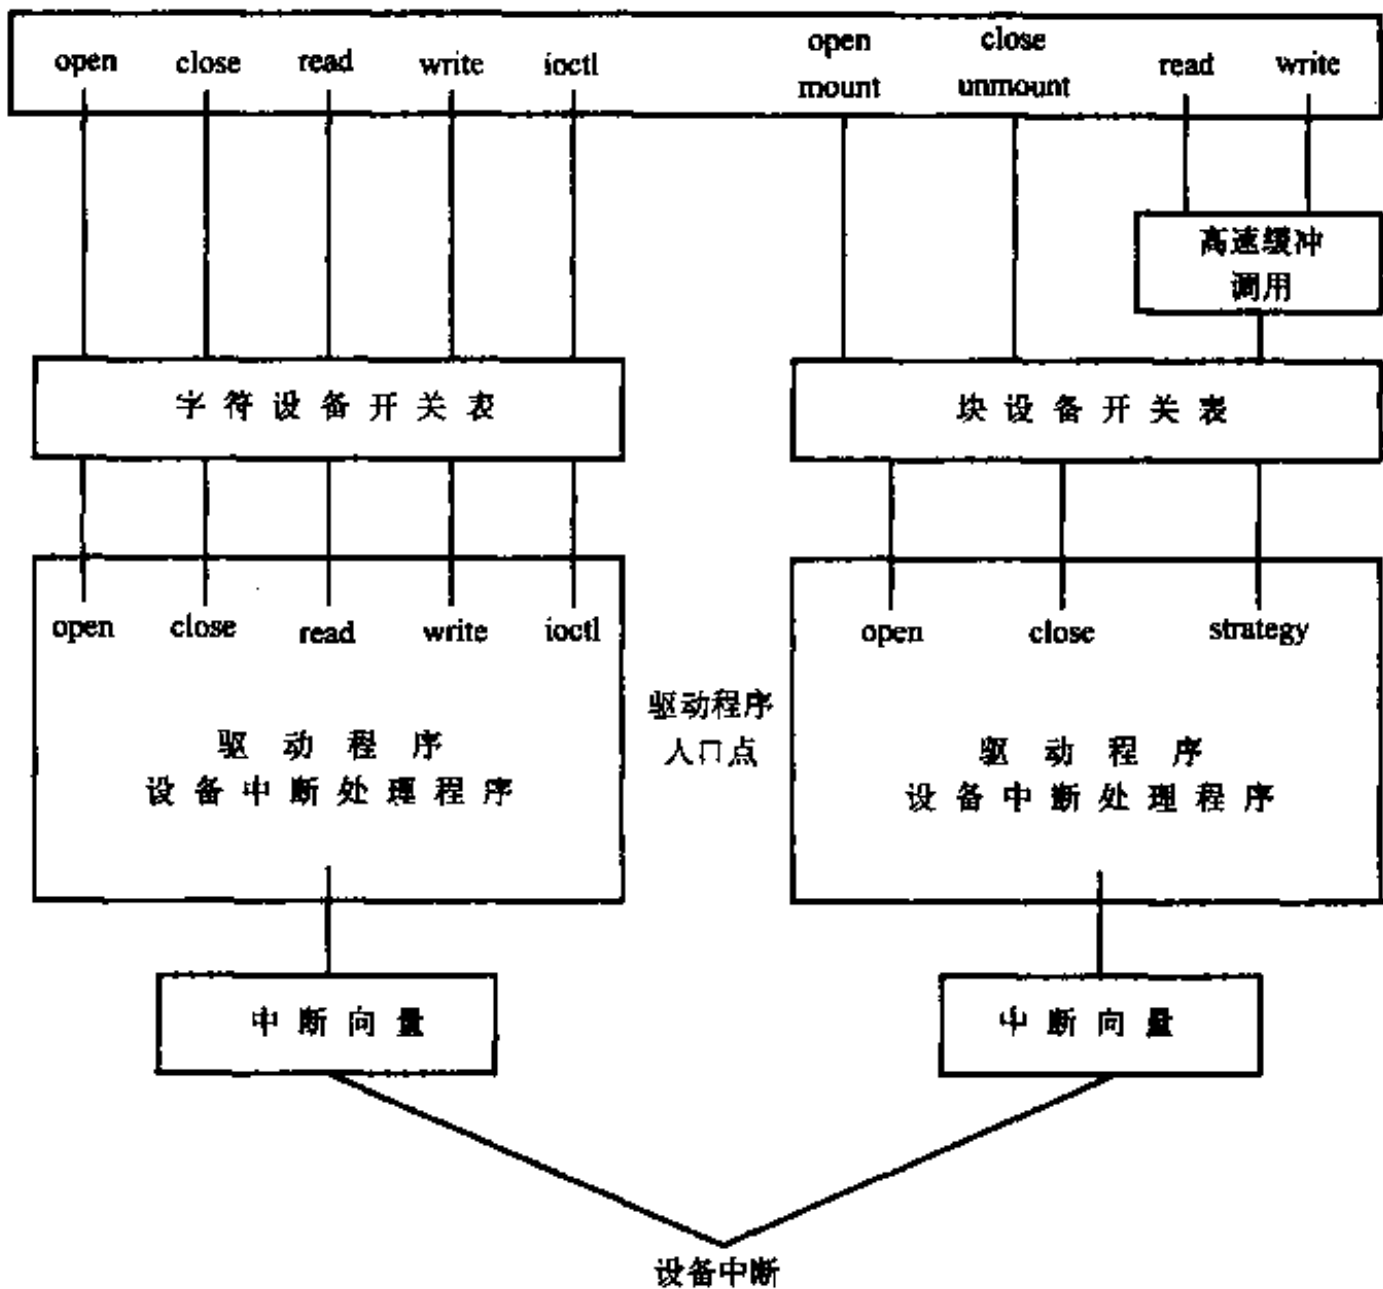 open close read write ioctl open close read write
mount unmount
高速缓冲
调用
字符设备开关表 块设备开关表
open close read write ioctl open close strategy
驱动程序
入口点
驱动程序
设备中断处理程序
驱动程序
设备中断处理程序
中断向量 中断向量
设备中断